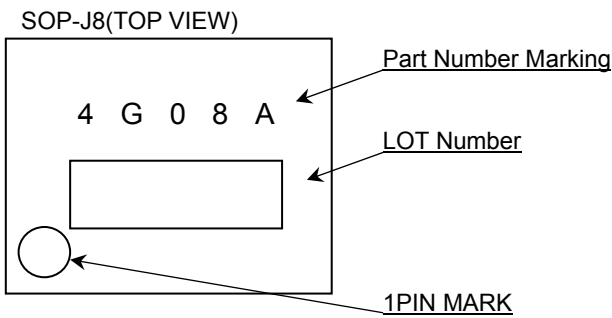 SOP-J8(TOP VIEW)
Part Number Marking
4 G 0 8 A
LOT Number
1PIN MARK